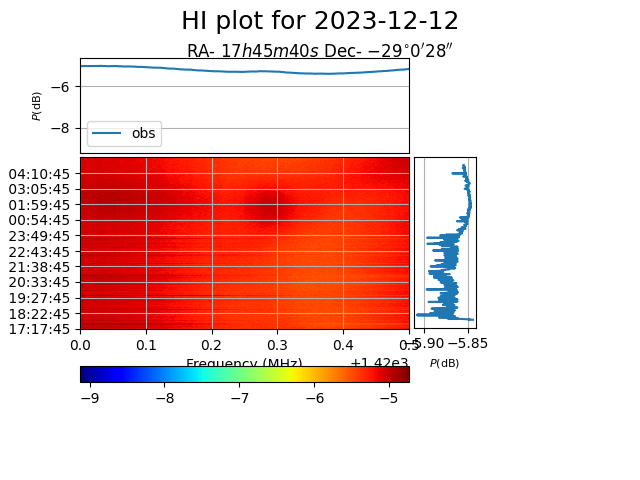 HI plot for 2023-12-12
RA- 17h45m40s Dec- −29°0′28″
P(dB)
−6
−8
obs
04:10:45
03:05:45
01:59:45
00:54:45
23:49:45
22:43:45
21:38:45
20:33:45
19:27:45
18:22:45
17:17:45
0.0 0.1 0.2 0.3 0.4 0.5
Frequency (MHz)
+1.42e3
−5.90 −5.85
P(dB)
−9 −8 −7 −6 −5